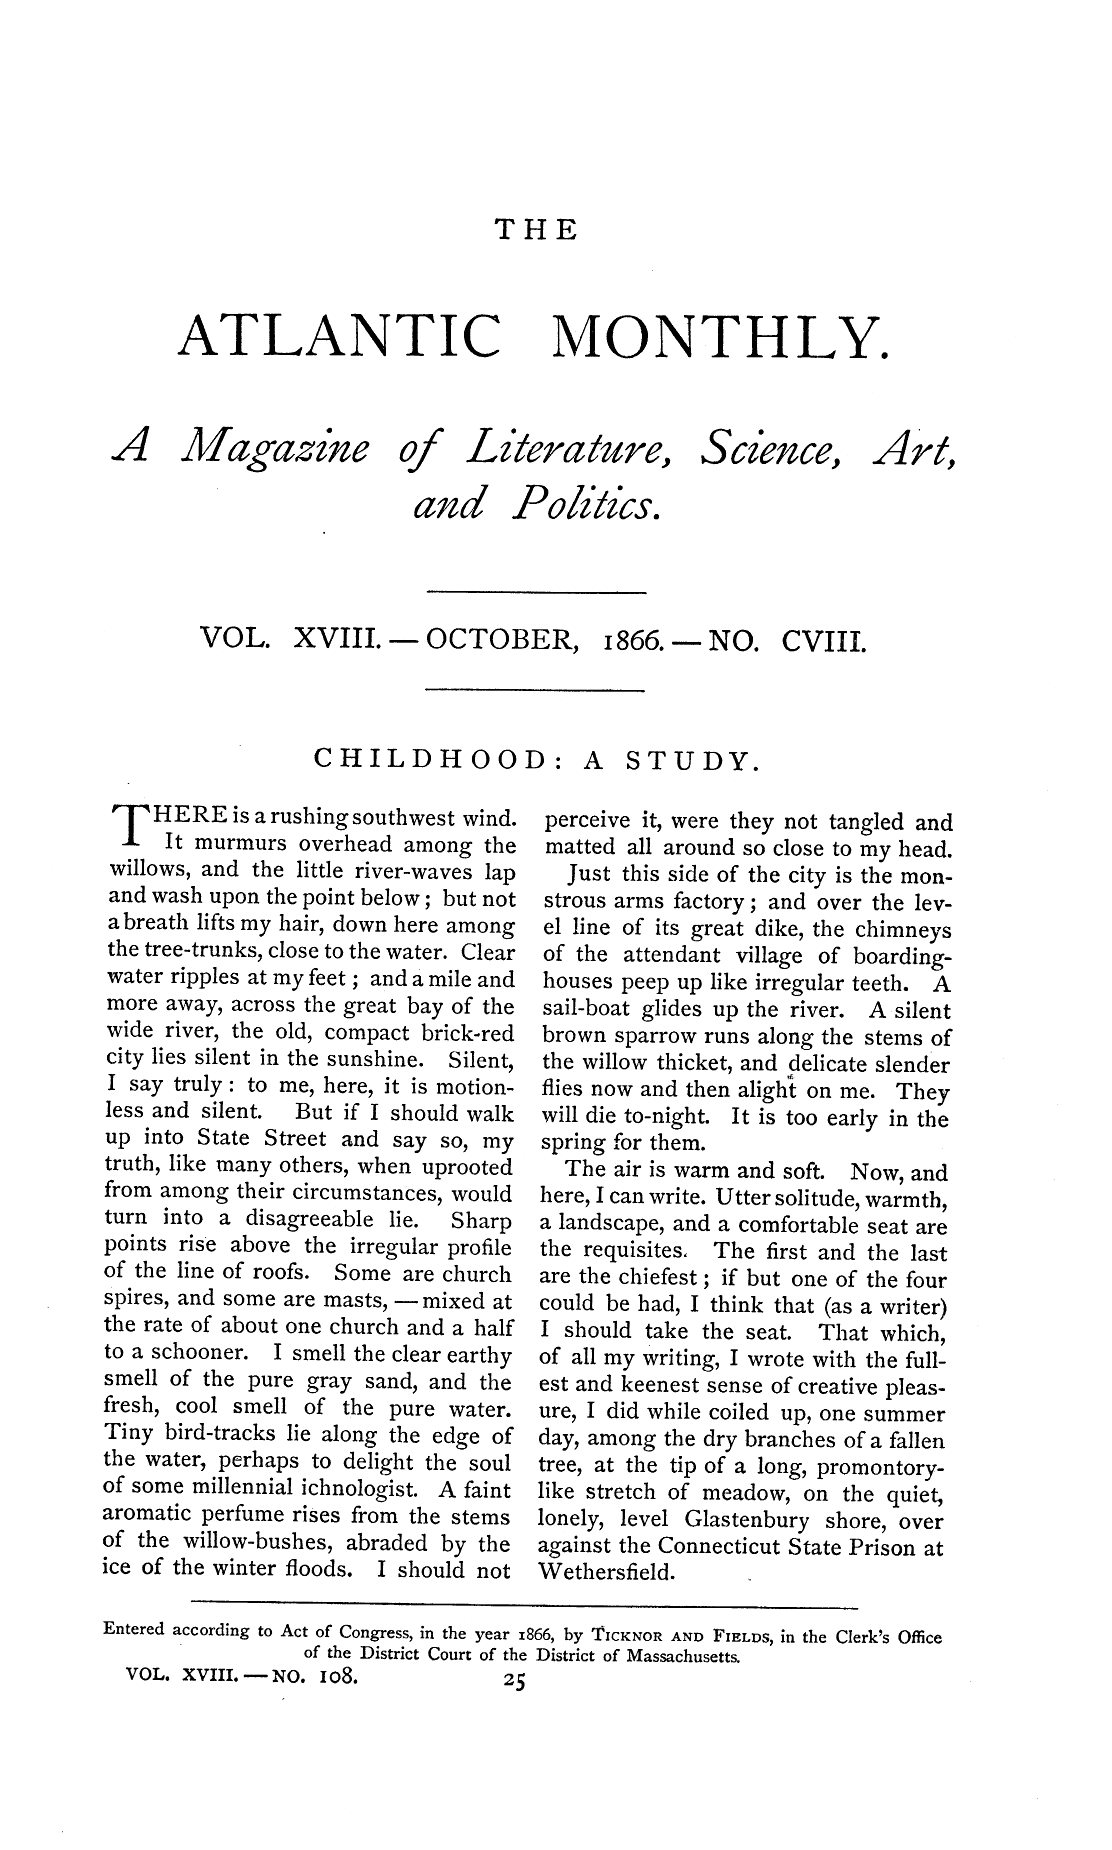 THE
ATLANTIC MONTHLY.
A Magazine of Literature, Science, Art,
and Politics.
VOL. XVIII. — OCTOBER, 1866. — NO. CVIII.
CHILDHOOD: A STUDY.
THERE is a rushing southwest wind.
It murmurs overhead among the
willows, and the little river-waves lap
and wash upon the point below; but not
a breath lifts my hair, down here among
the tree-trunks, close to the water. Clear
water ripples at my feet; and a mile and
more away, across the great bay of the
wide river, the old, compact brick-red
city lies silent in the sunshine. Silent,
I say truly: to me, here, it is motion-
less and silent. But if I should walk
up into State Street and say so, my
truth, like many others, when uprooted
from among their circumstances, would
turn into a disagreeable lie. Sharp
points rise above the irregular profile
of the line of roofs. Some are church
spires, and some are masts, — mixed at
the rate of about one church and a half
to a schooner. I smell the clear earthy
smell of the pure gray sand, and the
fresh, cool smell of the pure water.
Tiny bird-tracks lie along the edge of
the water, perhaps to delight the soul
of some millennial ichnologist. A faint
aromatic perfume rises from the stems
of the willow-bushes, abraded by the
ice of the winter floods. I should not
perceive it, were they not tangled and
matted all around so close to my head.
Just this side of the city is the mon-
strous arms factory; and over the lev-
el line of its great dike, the chimneys
of the attendant village of boarding-
houses peep up like irregular teeth. A
sail-boat glides up the river. A silent
brown sparrow runs along the stems of
the willow thicket, and delicate slender
flies now and then alight on me. They
will die to-night. It is too early in the
spring for them.
The air is warm and soft. Now, and
here, I can write. Utter solitude, warmth,
a landscape, and a comfortable seat are
the requisites. The first and the last
are the chiefest; if but one of the four
could be had, I think that (as a writer)
I should take the seat. That which,
of all my writing, I wrote with the full-
est and keenest sense of creative pleas-
ure, I did while coiled up, one summer
day, among the dry branches of a fallen
tree, at the tip of a long, promontory-
like stretch of meadow, on the quiet,
lonely, level Glastenbury shore, over
against the Connecticut State Prison at
Wethersfield.
Entered according to Act of Congress, in the year 1866, by TICKNOR AND FIELDS, in the Clerk's Office
of the District Court of the District of Massachusetts.
VOL. XVIII. — NO. 108. 25